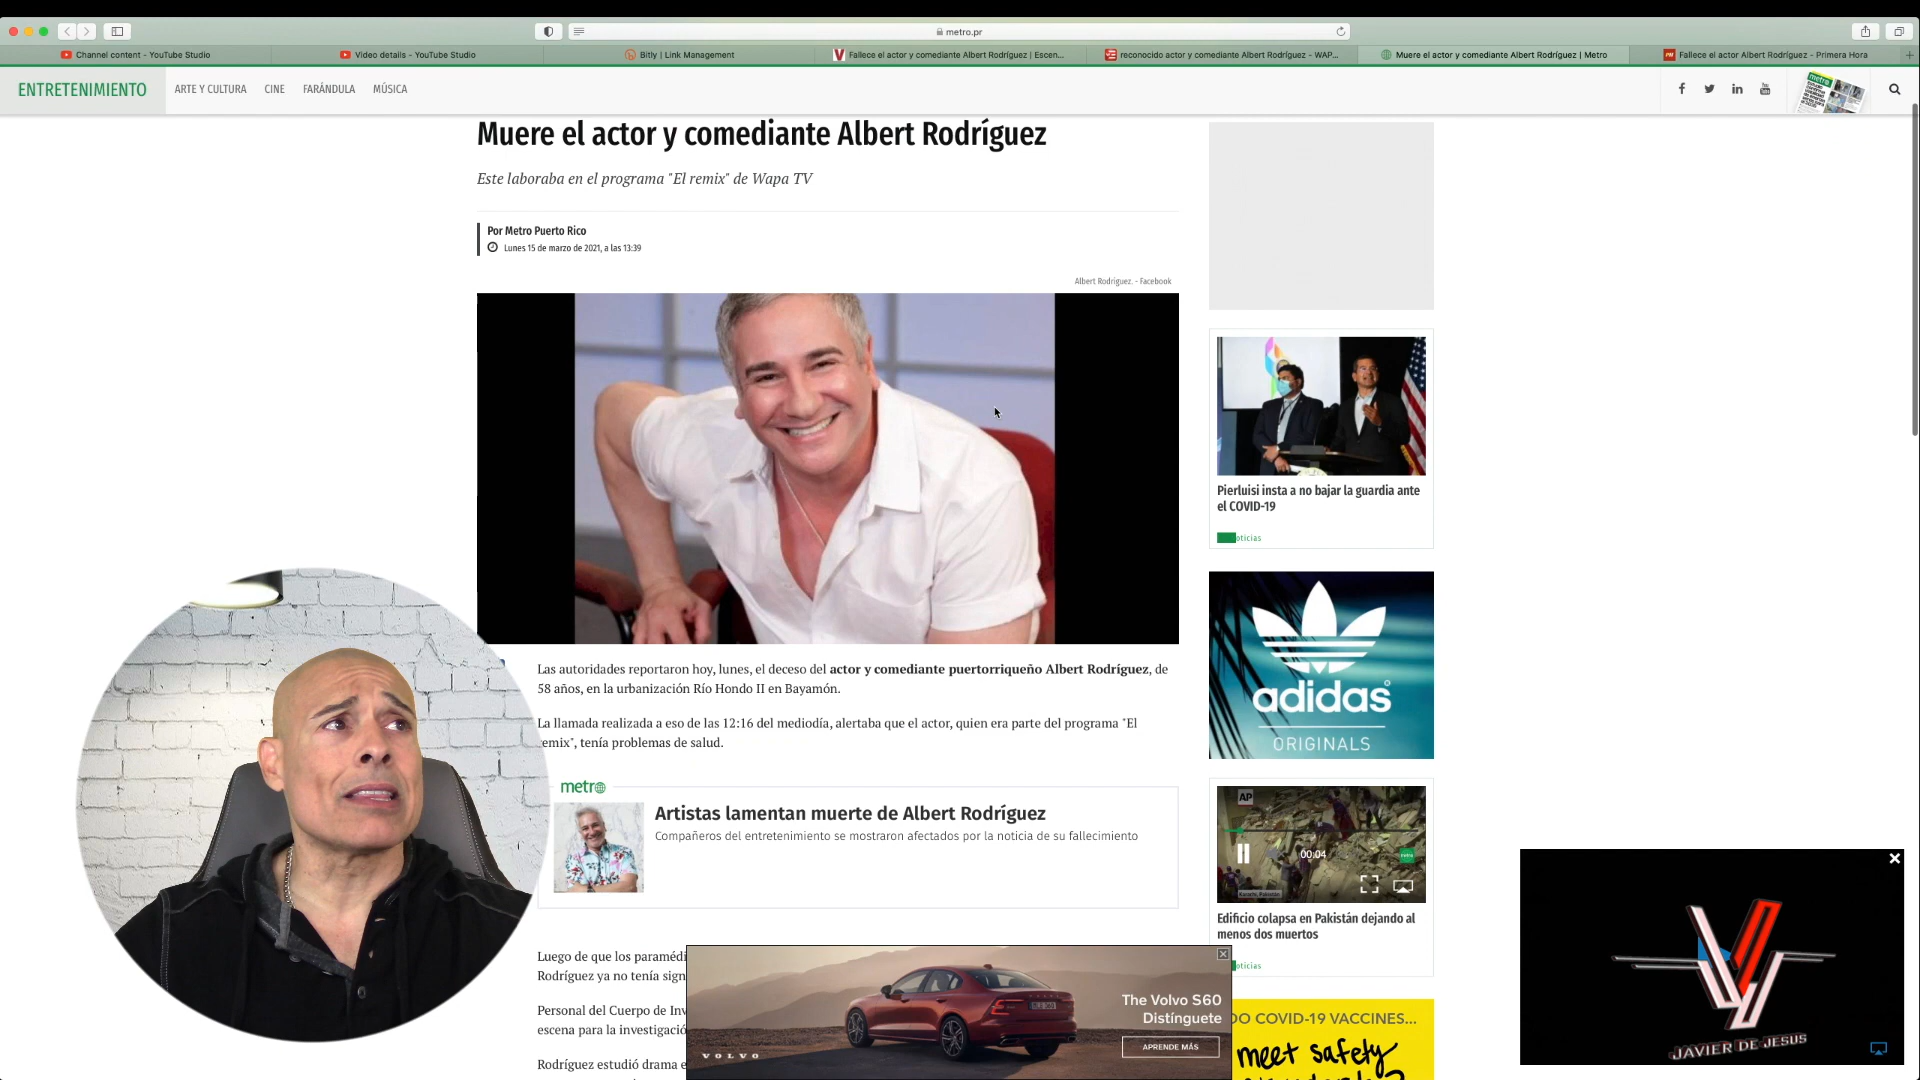 metro.pr
Channel content - YouTube Studio
Video details - YouTube Studio
Bitly | Link Management
Fallece el actor y comediante Albert Rodríguez | Escen...
reconocido actor y comediante Albert Rodríguez - WAP...
Muere el actor y comediante Albert Rodríguez | Metro
Fallece el actor Albert Rodríguez - Primera Hora
ENTRETENIMIENTO
ARTE Y CULTURA
CINE
FARÁNDULA
MÚSICA
Muere el actor y comediante Albert Rodríguez
Este laboraba en el programa "El remix" de Wapa TV
Por Metro Puerto Rico
Lunes 15 de marzo de 2021, a las 13:39
Albert Rodríguez. - Facebook
Las autoridades reportaron hoy, lunes, el deceso del actor y comediante puertorriqueño Albert Rodríguez, de
58 años, en la urbanización Río Hondo II en Bayamón.
La llamada realizada a eso de las 12:16 del mediodía, alertaba que el actor, quien era parte del programa "El
emix", tenía problemas de salud.
metro
Artistas lamentan muerte de Albert Rodríguez
Compañeros del entretenimiento se mostraron afectados por la noticia de su fallecimiento
Luego de que los paramédi
Rodríguez ya no tenía sign
Personal del Cuerpo de Inv
escena para la investigació
Rodríguez estudió drama e
The Volvo S60
Distínguete
APRENDE MÁS
VOLVO
Pierluisi insta a no bajar la guardia ante
el COVID-19
oticias
adidas
ORIGINALS
AP
00:04
Edificio colapsa en Pakistán dejando al
menos dos muertos
oticias
DO COVID-19 VACCINES...
meet safety
JAVIER DE JESUS